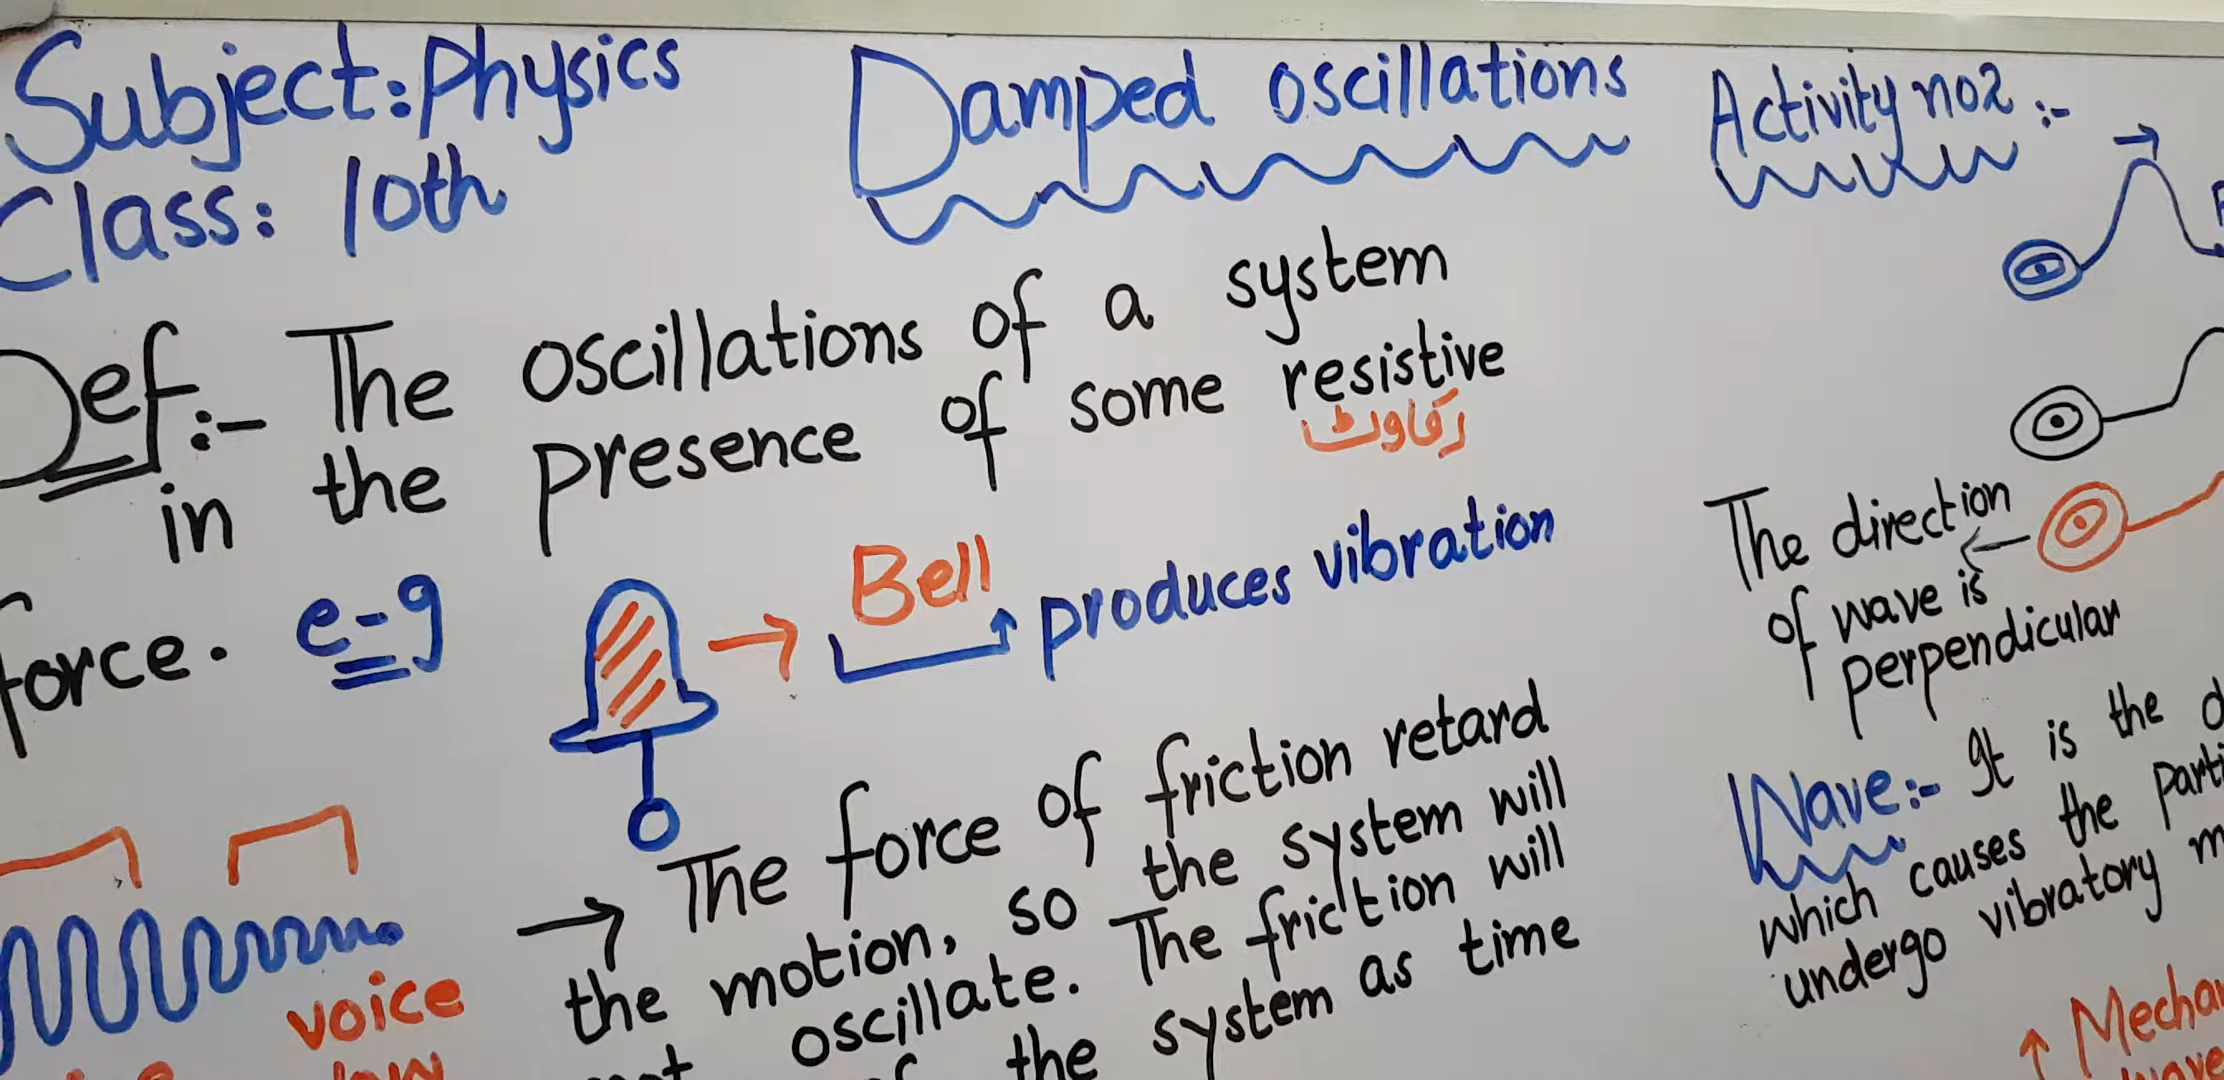 Subject: Physics
Class: 10th
Damped oscillations
Def:- The oscillations of a system
in the presence of some resistive
رکاوٹ
force. e-g
Bell
produces vibration
→ The force of friction retard
the motion, so the system will
oscillate. The friction will
the system as time
voice
low
Activity no2 :-
The direction
of wave is
perpendicular
Wave:- It is the
which causes the
undergo vibratory